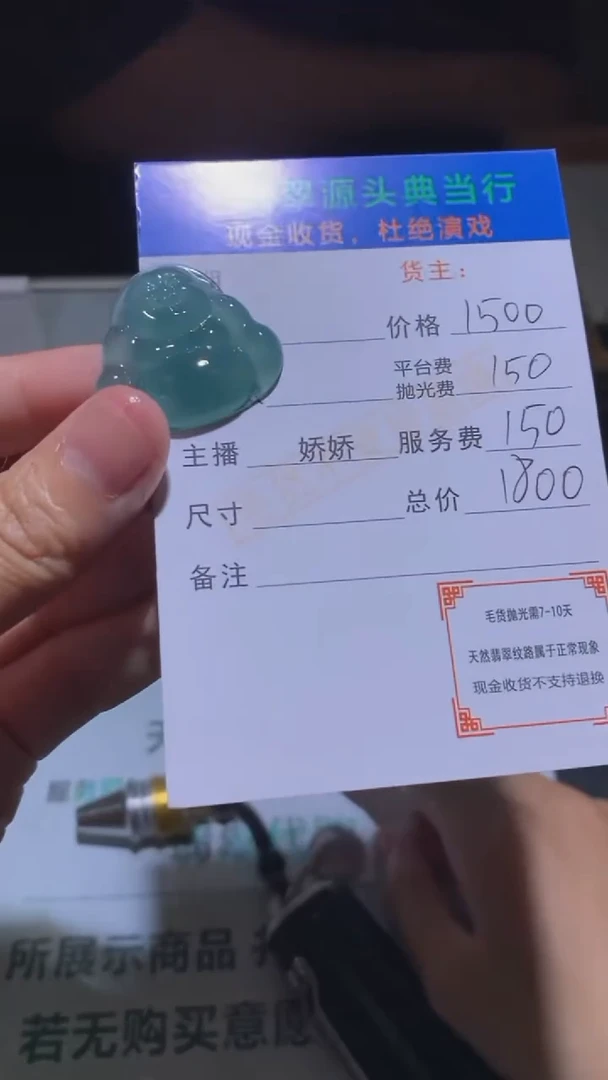 翠源头典当行
现金收货，杜绝演戏
货主：
价格 1500
平台费
抛光费 150
主播 娇娇 服务费 150
尺寸 总价 1800
备注
毛货抛光需7-10天
天然翡翠纹路属于正常现象
现金收货不支持退换
所展示商品
若无购买意愿